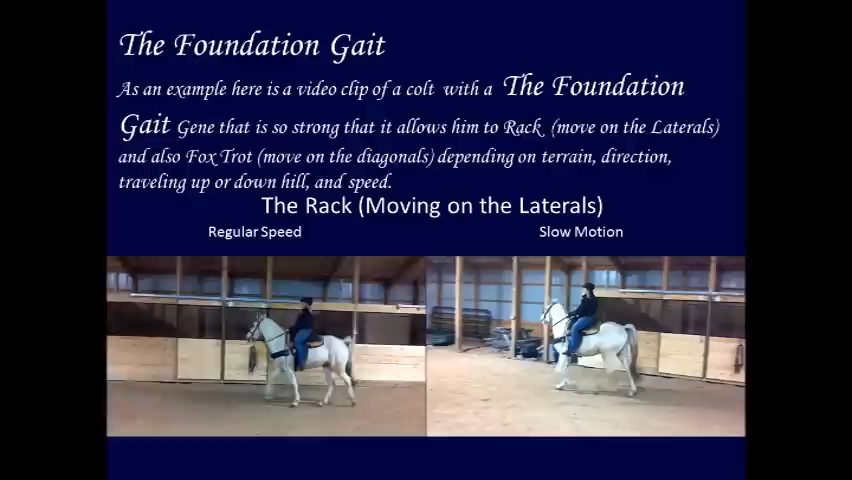 The Foundation Gait
As an example here is a video clip of a colt with a The Foundation
Gait Gene that is so strong that it allows him to Rack (move on the Laterals)
and also Fox Trot (move on the diagonals) depending on terrain, direction,
traveling up or down hill, and speed.
The Rack (Moving on the Laterals)
Regular Speed
Slow Motion